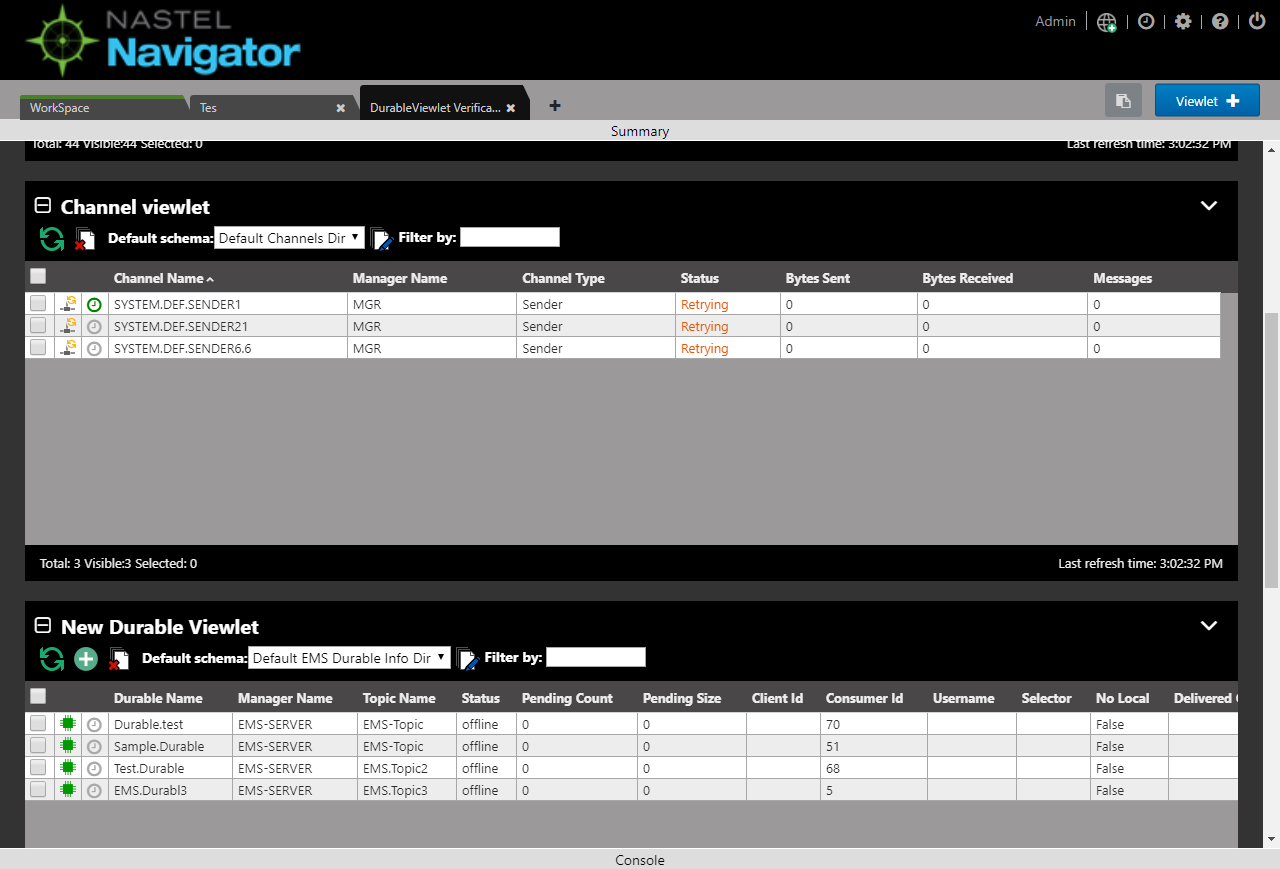 NASTEL
Navigator
Admin
WorkSpace
Tes
DurableViewlet Verifica...
Viewlet
Summary
Total: 44 Visible:44 Selected: 0 Last refresh time: 3:02:32 PM
Channel viewlet
Default schema: Default Channels Dir Filter by:
Channel Name Manager Name Channel Type Status Bytes Sent Bytes Received Messages
SYSTEM.DEF.SENDER1 MGR Sender Retrying 0 0 0
SYSTEM.DEF.SENDER21 MGR Sender Retrying 0 0 0
SYSTEM.DEF.SENDER6.6 MGR Sender Retrying 0 0 0
Total: 3 Visible:3 Selected: 0 Last refresh time: 3:02:32 PM
New Durable Viewlet
Default schema: Default EMS Durable Info Dir Filter by:
Durable Name Manager Name Topic Name Status Pending Count Pending Size Client Id Consumer Id Username Selector No Local Delivered
Durable.test EMS-SERVER EMS-Topic offline 0 0 70 False
Sample.Durable EMS-SERVER EMS-Topic offline 0 0 51 False
Test.Durable EMS-SERVER EMS.Topic2 offline 0 0 68 False
EMS.Durabl3 EMS-SERVER EMS.Topic3 offline 0 0 5 False
Console